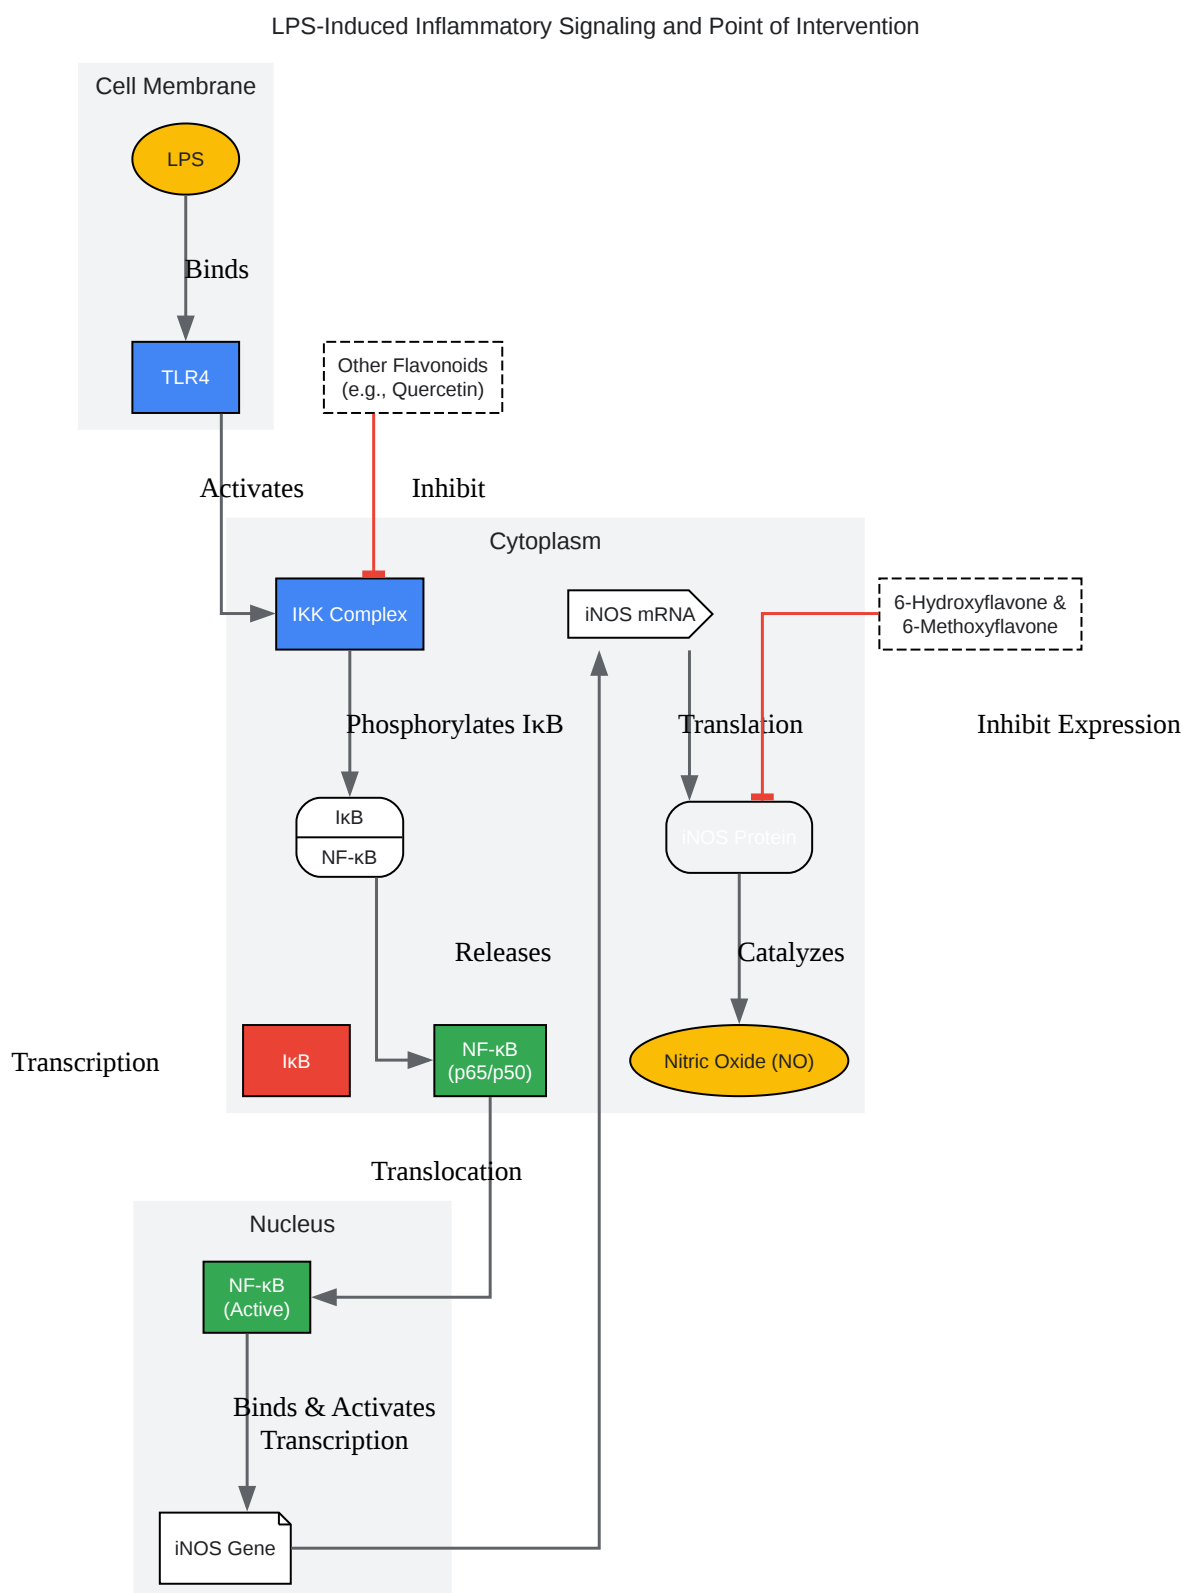 LPS-Induced Inflammatory Signaling and Point of Intervention
Cell Membrane
LPS
Binds
TLR4
Other Flavonoids
(e.g., Quercetin)
Activates
Inhibit
Cytoplasm
IKK Complex
iNOS mRNA
6-Hydroxyflavone &
6-Methoxyflavone
Phosphorylates IκB
Translation
Inhibit Expression
IκB
NF-κB
iNOS Protein
Releases
Catalyzes
Transcription
IκB
NF-κB
(p65/p50)
Nitric Oxide (NO)
Translocation
Nucleus
NF-κB
(Active)
Binds & Activates
Transcription
iNOS Gene